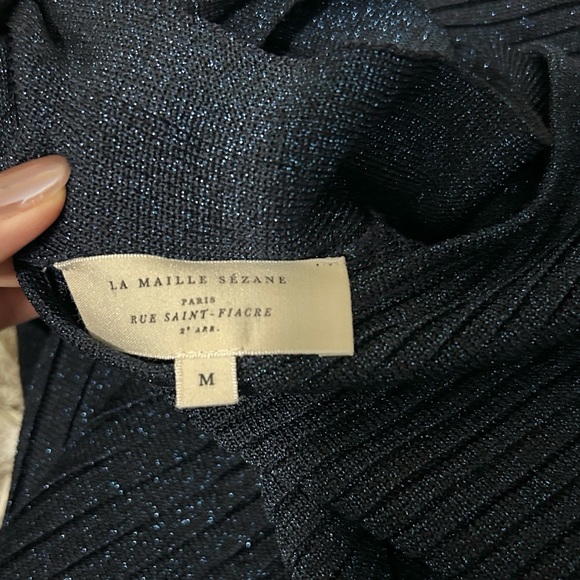 LA MAILLE SÉZANE
PARIS
RUE SAINT-FIACRE
2e ARR.
M